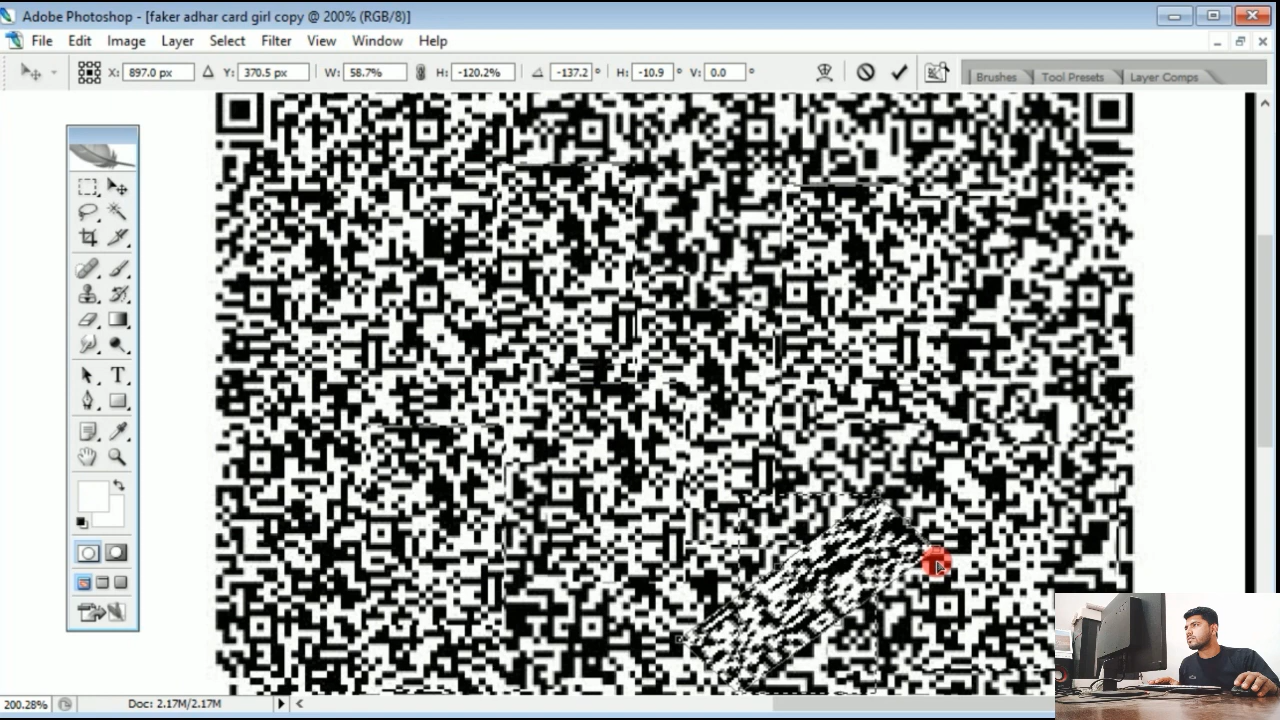 Adobe Photoshop - [faker adhar card girl copy @ 200% (RGB/8)]
File Edit Image Layer Select Filter View Window Help
X: 897.0 px Y: 370.5 px W: 58.7% H: -120.2% -137.2 ° H: -10.9 ° V: 0.0 °
Brushes Tool Presets Layer Comps
T
200.28% Doc: 2.17M/2.17M